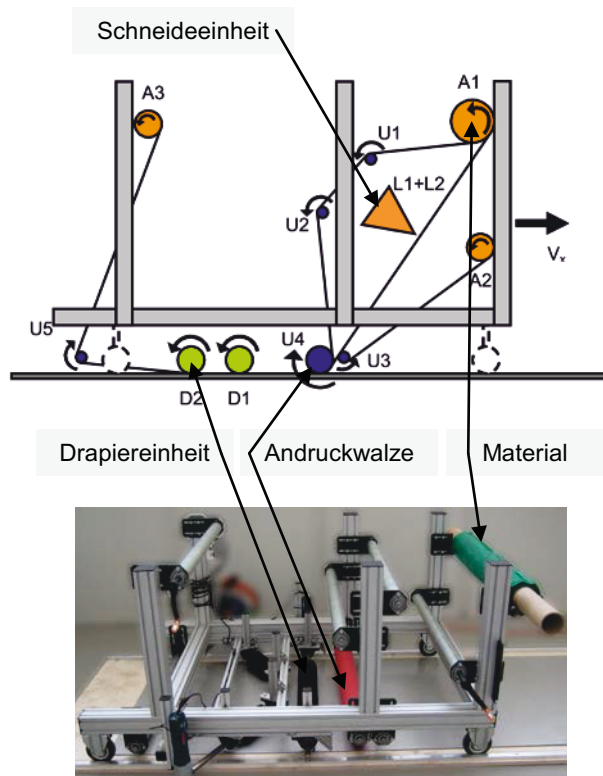 Schneideeinheit
A3
A1
U1
L1+L2
U2
Vₓ
A2
U5
U4
U3
D2
D1
Drapiereinheit
Andruckwalze
Material